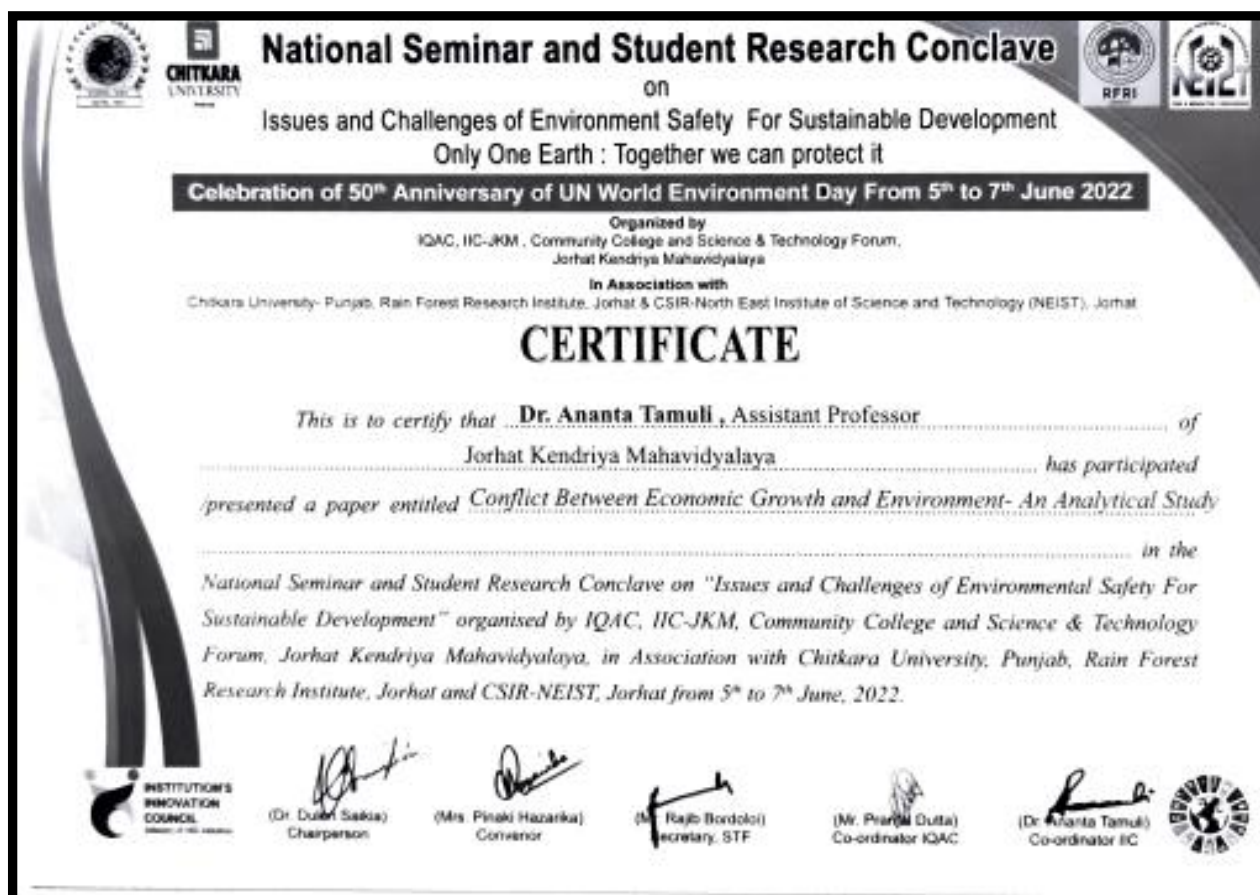 CHITKARA
UNIVERSITY
National Seminar and Student Research Conclave
on
Issues and Challenges of Environment Safety For Sustainable Development
Only One Earth : Together we can protect it
RFRI
NEIST
Celebration of 50th Anniversary of UN World Environment Day From 5th to 7th June 2022
Organized by
IQAC, IIC-JKM , Community College and Science & Technology Forum,
Jorhat Kendriya Mahavidyalaya
In Association with
Chitkara University- Punjab, Rain Forest Research Institute, Jorhat & CSIR-North East Institute of Science and Technology (NEIST), Jorhat
CERTIFICATE
This is to certify that Dr. Ananta Tamuli , Assistant Professor of
Jorhat Kendriya Mahavidyalaya has participated
/presented a paper entitled Conflict Between Economic Growth and Environment- An Analytical Study
in the
National Seminar and Student Research Conclave on "Issues and Challenges of Environmental Safety For
Sustainable Development" organised by IQAC, IIC-JKM, Community College and Science & Technology
Forum, Jorhat Kendriya Mahavidyalaya, in Association with Chitkara University, Punjab, Rain Forest
Research Institute, Jorhat and CSIR-NEIST, Jorhat from 5th to 7th June, 2022.
INSTITUTION'S
INNOVATION
COUNCIL
(Dr. Saikia)
Chairperson
(Mrs. Pinaki Hazarika)
Convenor
Rajib Bordoloi)
Secretary, STF
(Mr. Pranjal Dutta)
Co-ordinator IQAC
(Dr. Ananta Tamuli)
Co-ordinator IIC